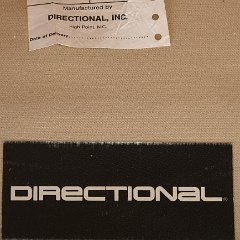 Manufactured by
DIRECTIONAL, INC.
High Point, N.C.
Date of Delivery
DIRECTIONAL®